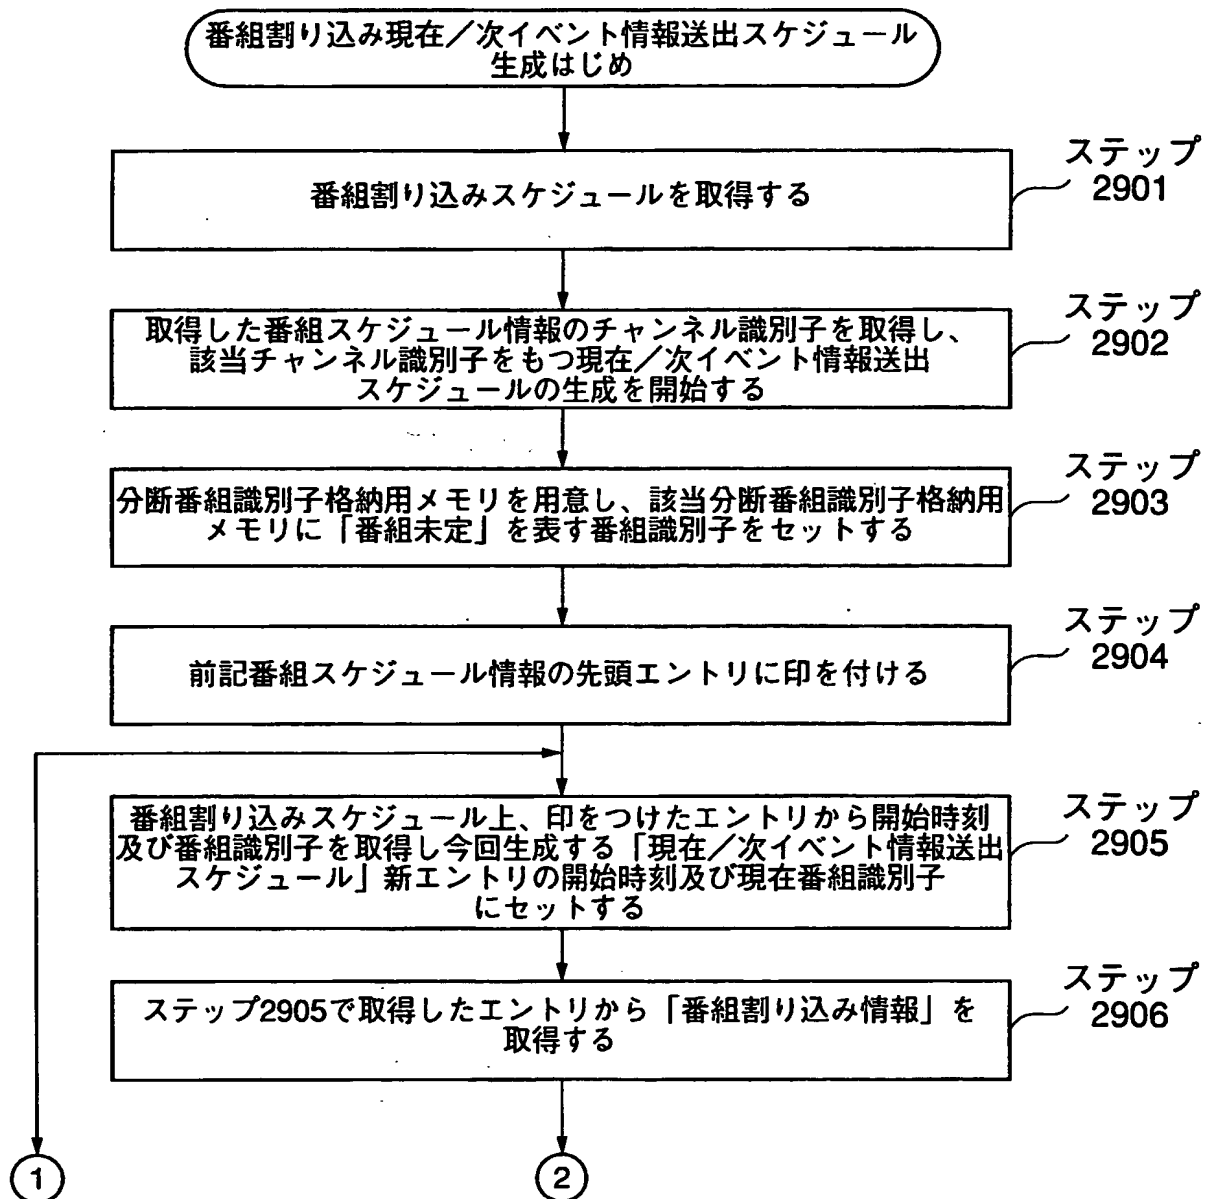 番組割り込み現在／次イベント情報送出スケジュール
生成はじめ
番組割り込みスケジュールを取得する
ステップ
2901
取得した番組スケジュール情報のチャンネル識別子を取得し、
該当チャンネル識別子をもつ現在／次イベント情報送出
スケジュールの生成を開始する
ステップ
2902
分断番組識別子格納用メモリを用意し、該当分断番組識別子格納用
メモリに「番組未定」を表す番組識別子をセットする
ステップ
2903
前記番組スケジュール情報の先頭エントリに印を付ける
ステップ
2904
番組割り込みスケジュール上、印をつけたエントリから開始時刻
及び番組識別子を取得し今回生成する「現在／次イベント情報送出
スケジュール」新エントリの開始時刻及び現在番組識別子
にセットする
ステップ
2905
ステップ2905で取得したエントリから「番組割り込み情報」を
取得する
ステップ
2906
1
2